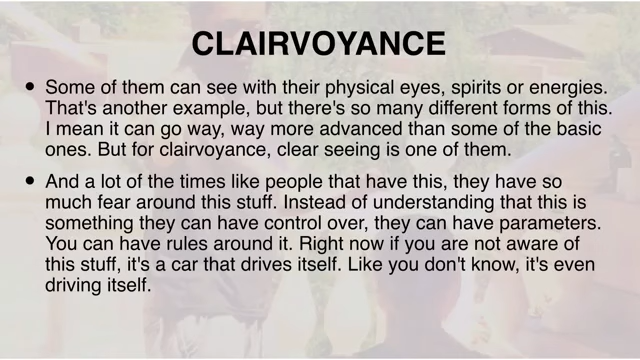 CLAIRVOYANCE
• Some of them can see with their physical eyes, spirits or energies.
That's another example, but there's so many different forms of this.
I mean it can go way, way more advanced than some of the basic
ones. But for clairvoyance, clear seeing is one of them.
• And a lot of the times like people that have this, they have so
much fear around this stuff. Instead of understanding that this is
something they can have control over, they can have parameters.
You can have rules around it. Right now if you are not aware of
this stuff, it's a car that drives itself. Like you don't know, it's even
driving itself.